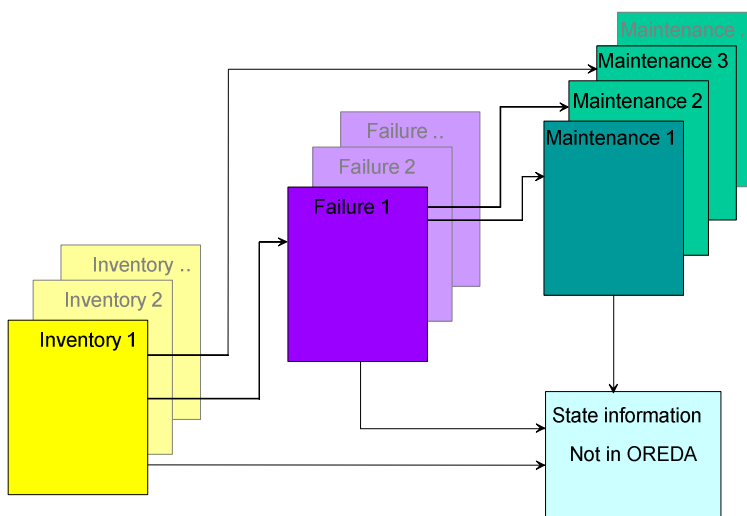 Maintenance .
Maintenance 3
Maintenance 2
Maintenance 1
Failure ..
Failure 2
Failure 1
Inventory ..
Inventory 2
Inventory 1
State information
Not in OREDA